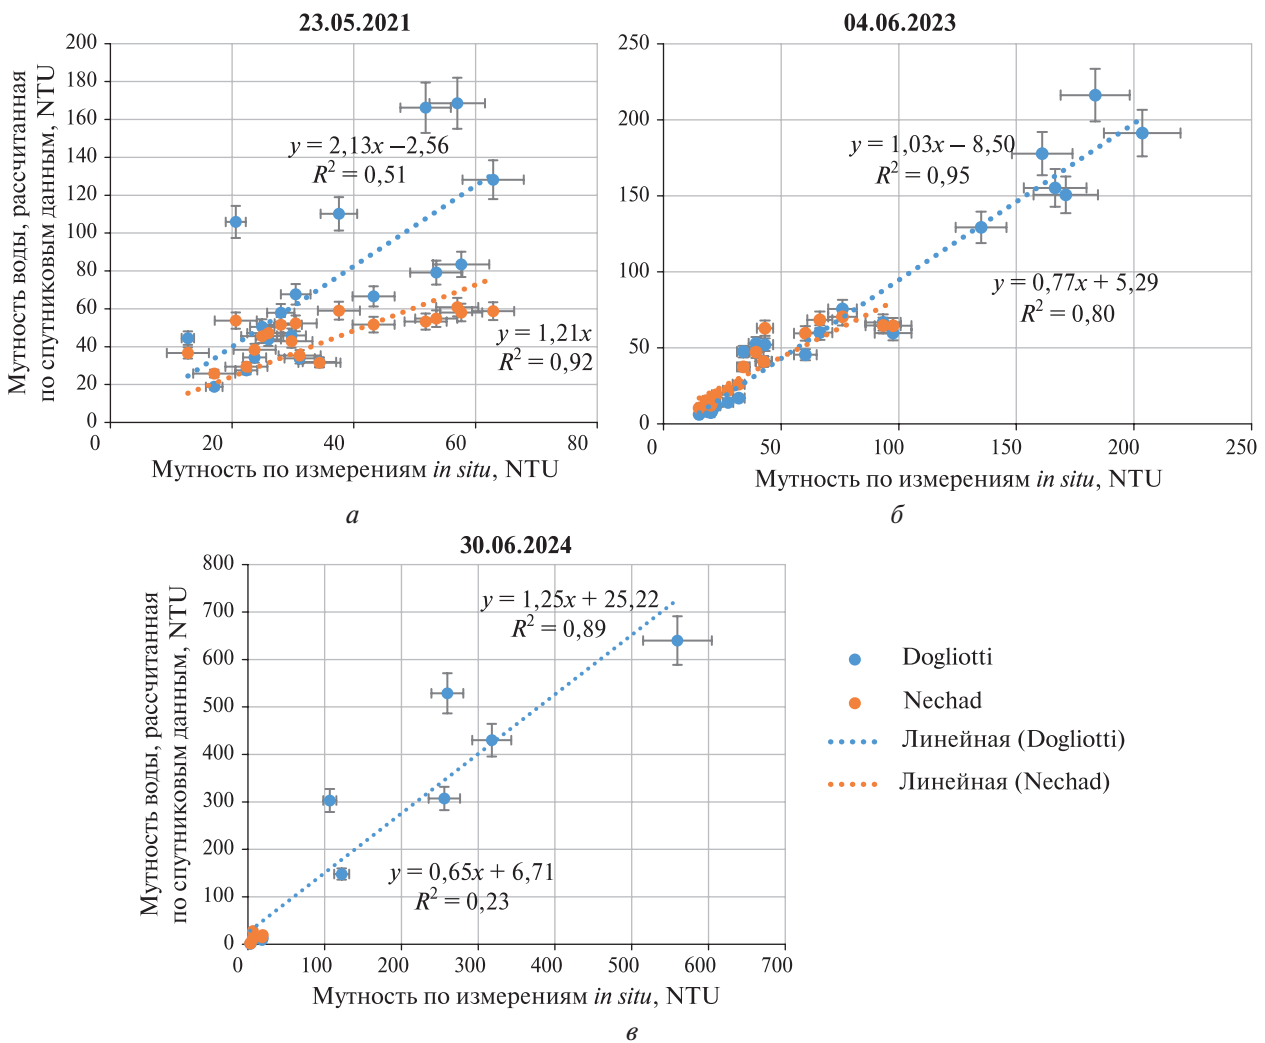 23.05.2021
Мутность воды, рассчитанная
по спутниковым данным, NTU
200
180
160
140
120
100
80
60
40
20
0
y = 2,13x – 2,56
R² = 0,51
y = 1,21x
R² = 0,92
0 20 40 60 80
Мутность по измерениям in situ, NTU
а
04.06.2023
250
200
150
100
50
0
y = 1,03x – 8,50
R² = 0,95
y = 0,77x + 5,29
R² = 0,80
0 50 100 150 200 250
Мутность по измерениям in situ, NTU
б
30.06.2024
Мутность воды, рассчитанная
по спутниковым данным, NTU
800
700
600
500
400
300
200
100
0
y = 1,25x + 25,22
R² = 0,89
y = 0,65x + 6,71
R² = 0,23
0 100 200 300 400 500 600 700
Мутность по измерениям in situ, NTU
в
Dogliotti
Nechad
Линейная (Dogliotti)
Линейная (Nechad)